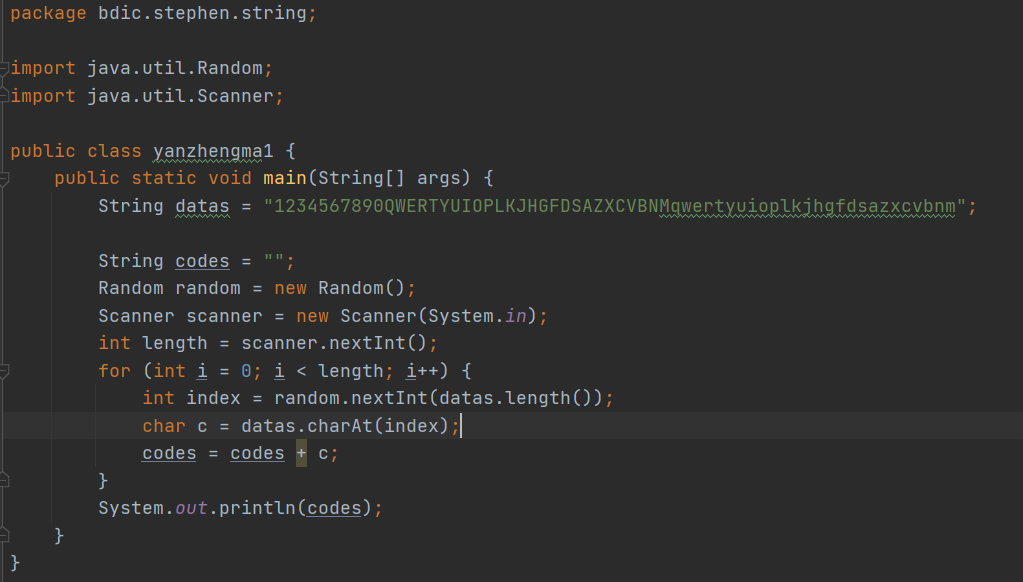 package bdic.stephen.string;
import java.util.Random;
import java.util.Scanner;
public class yanzhengma1 {
public static void main(String[] args) {
String datas = "1234567890QWERTYUIOPLKJHGFDSAZXCVBNMqwertyuioplkjhgfdsazxcvbnm";
String codes = "";
Random random = new Random();
Scanner scanner = new Scanner(System.in);
int length = scanner.nextInt();
for (int i = 0; i < length; i++) {
int index = random.nextInt(datas.length());
char c = datas.charAt(index);
codes = codes + c;
}
System.out.println(codes);
}
}